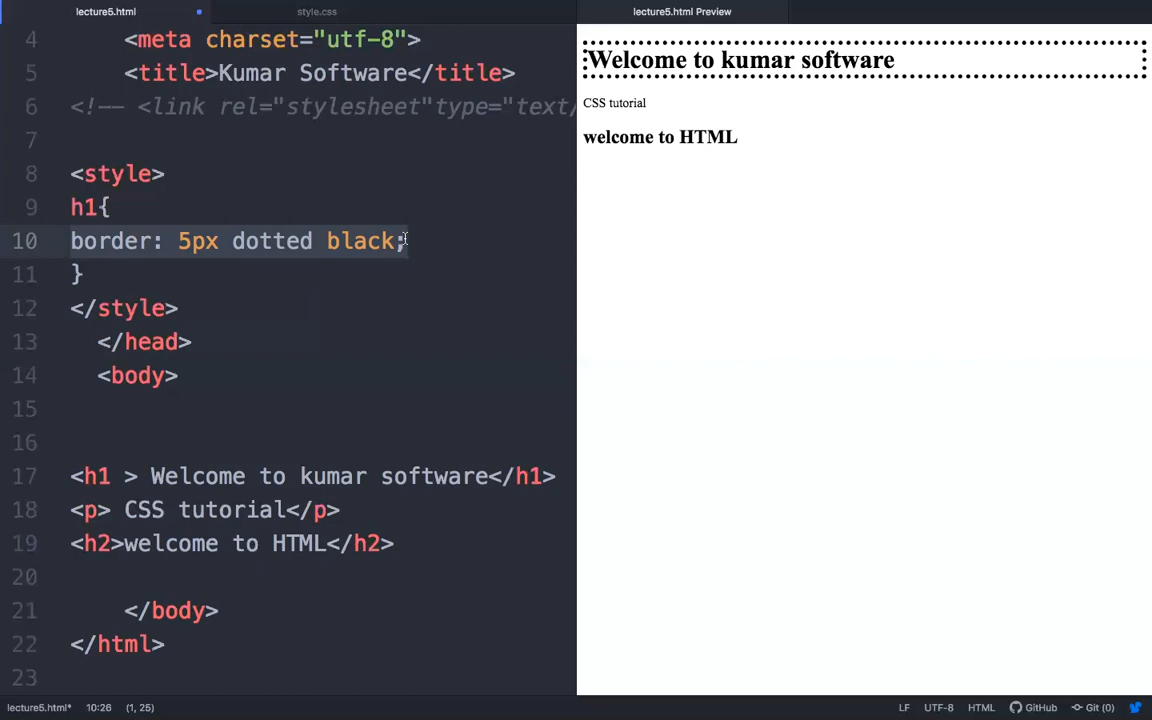 lecture5.html
style.css
lecture5.html Preview
4 <meta charset="utf-8">
5 <title>Kumar Software</title>
6 <!-- <link rel="stylesheet"type="text/
7
8 <style>
9 h1{
10 border: 5px dotted black;
11 }
12 </style>
13 </head>
14 <body>
15
16
17 <h1 > Welcome to kumar software</h1>
18 <p> CSS tutorial</p>
19 <h2>welcome to HTML</h2>
20
21 </body>
22 </html>
23
Welcome to kumar software
CSS tutorial
welcome to HTML
lecture5.html* 10:26 (1, 25) LF UTF-8 HTML GitHub Git (0)